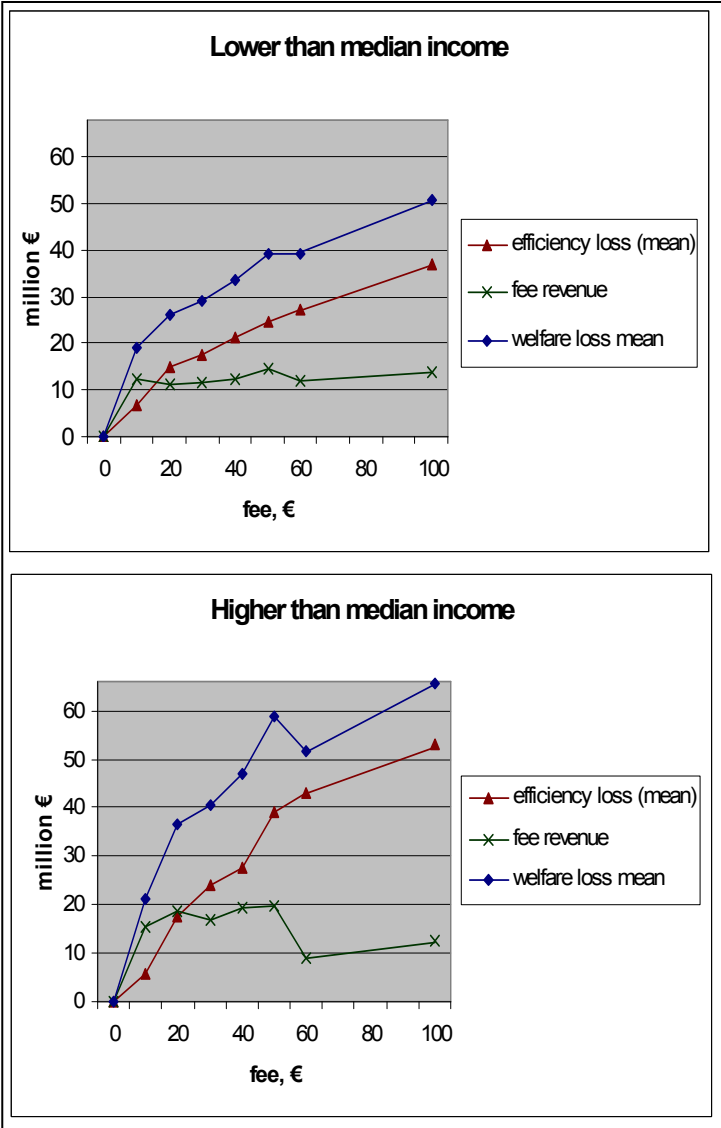 Lower than median income
60
50
40
30
20
10
0
million €
0 20 40 60 80 100
fee, €
efficiency loss (mean)
fee revenue
welfare loss mean
Higher than median income
60
50
40
30
20
10
0
million €
0 20 40 60 80 100
fee, €
efficiency loss (mean)
fee revenue
welfare loss mean